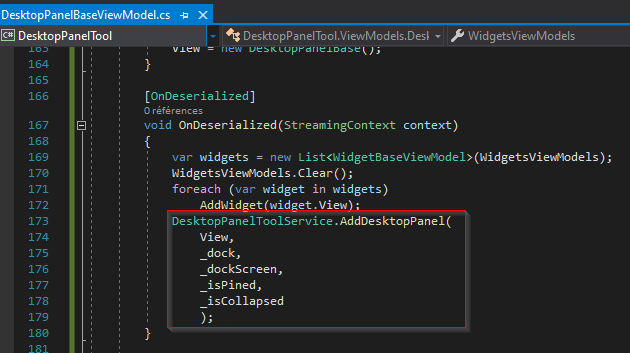 DesktopPanelBaseViewModel.cs
C# DesktopPanelTool
DesktopPanelTool.ViewModels.Desk
WidgetsViewModels
163 View = new DesktopPanelBase();
164 }
165
166 [OnDeserialized]
0 références
167 void OnDeserialized(StreamingContext context)
168 {
169 var widgets = new List<WidgetBaseViewModel>(WidgetsViewModels);
170 WidgetsViewModels.Clear();
171 foreach (var widget in widgets)
172 AddWidget(widget.View);
173 DesktopPanelToolService.AddDesktopPanel(
174 View,
175 _dock,
176 _dockScreen,
177 _isPined,
178 _isCollapsed
179 );
180 }
181